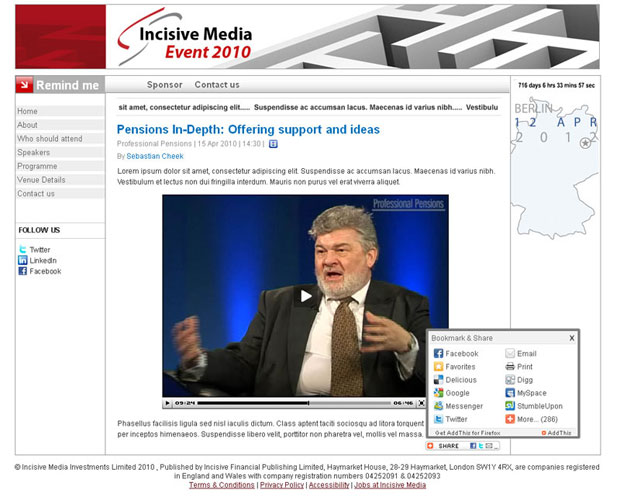 Incisive Media
Event 2010
Remind me
Sponsor Contact us
716 days 6 hrs 33 mins 57 sec
sit amet, consectetur adipiscing elit..... Suspendisse ac accumsan lacus. Maecenas id varius nibh..... Vestibulu
BERLIN
12 APR
2012
Home
About
Who should attend
Speakers
Programme
Venue Details
Contact us
FOLLOW US
Twitter
LinkedIn
Facebook
Pensions In-Depth: Offering support and ideas
Professional Pensions | 15 Apr 2010 | 14:30 |
By Sebastian Cheek
Lorem ipsum dolor sit amet, consectetur adipiscing elit. Suspendisse ac accumsan lacus. Maecenas id varius nibh.
Vestibulum et lectus non dui fringilla interdum. Mauris non purus vel erat viverra aliquet.
Professional Pensions
09:24 06:46
Bookmark & Share X
Facebook Email
Favorites Print
Delicious Digg
Google MySpace
Messenger StumbleUpon
Twitter More... (286)
Get AddThis for Firefox AddThis
SHARE
Phasellus facilisis ligula sed nisl iaculis dictum. Class aptent taciti sociosqu ad litora torquent
per inceptos himenaeos. Suspendisse libero velit, porttitor non pharetra vel, mollis vel massa.
© Incisive Media Investments Limited 2010 , Published by Incisive Financial Publishing Limited, Haymarket House, 28-29 Haymarket, London SW1Y 4RX, are companies registered
in England and Wales with company registration numbers 04252091 & 04252093
Terms & Conditions | Privacy Policy | Accessibility | Jobs at Incisive Media